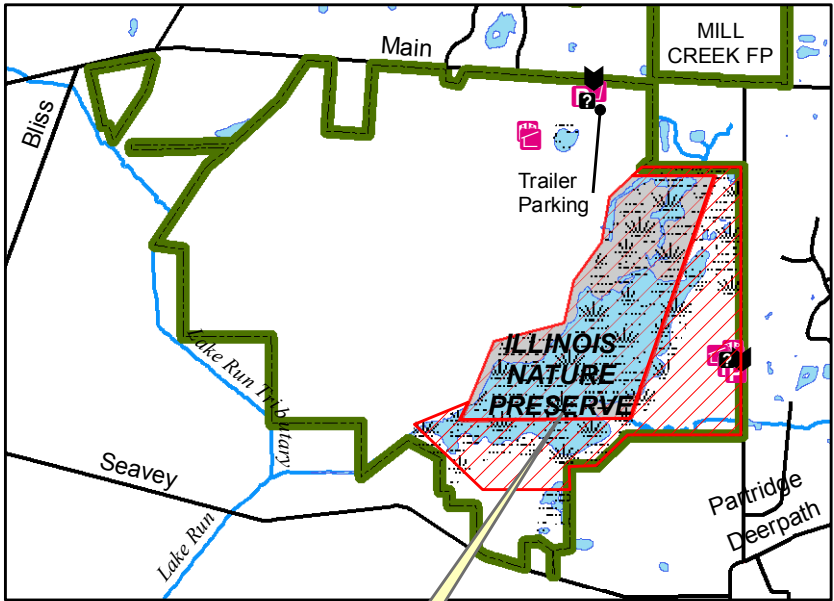 Main
MILL
CREEK FP
Bliss
?
Trailer
Parking
ILLINOIS
NATURE
PRESERVE
?
Lake Run Tributary
Seavey
Lake Run
Partridge
Deerpath